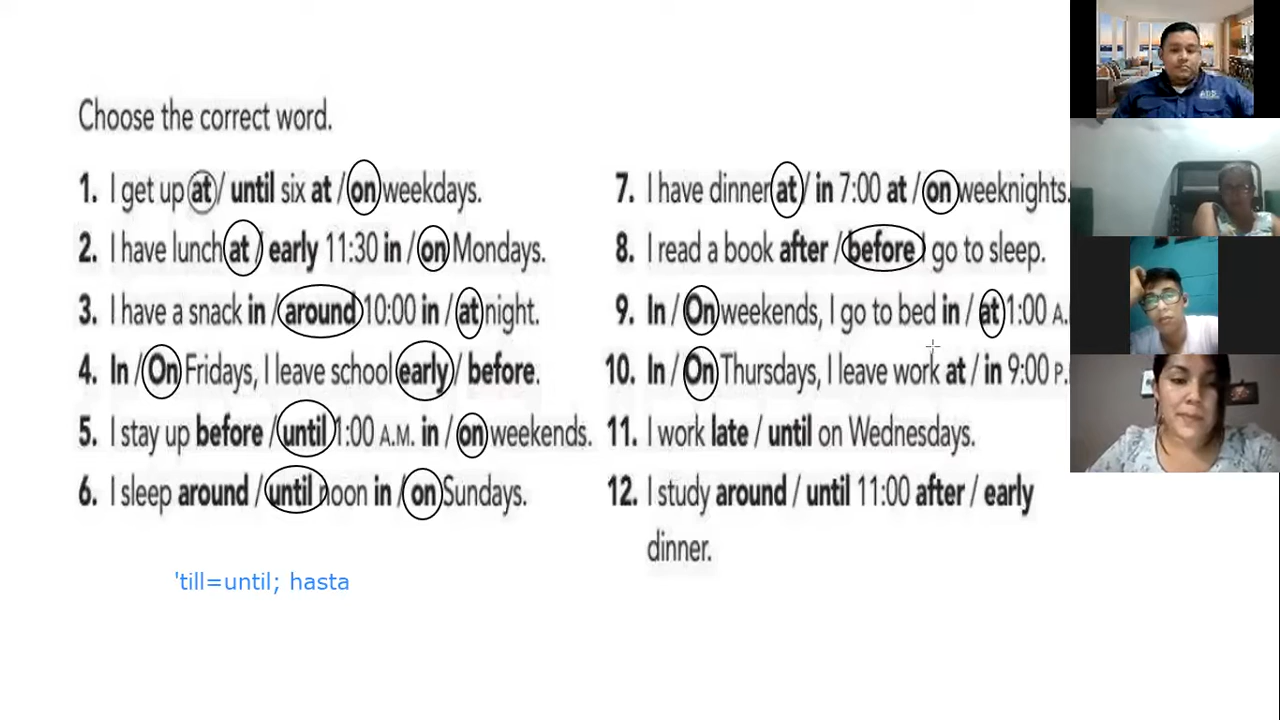 Choose the correct word.
1. I get up at / until six at / on weekdays.
2. I have lunch at / early 11:30 in / on Mondays.
3. I have a snack in / around 10:00 in / at night.
4. In / On Fridays, I leave school early / before.
5. I stay up before / until 1:00 A.M. in / on weekends.
6. I sleep around / until noon in / on Sundays.
'till=until; hasta
7. I have dinner at / in 7:00 at / on weeknights.
8. I read a book after / before I go to sleep.
9. In / On weekends, I go to bed in / at 1:00 A.
10. In / On Thursdays, I leave work at / in 9:00 P.
11. I work late / until on Wednesdays.
12. I study around / until 11:00 after / early
dinner.